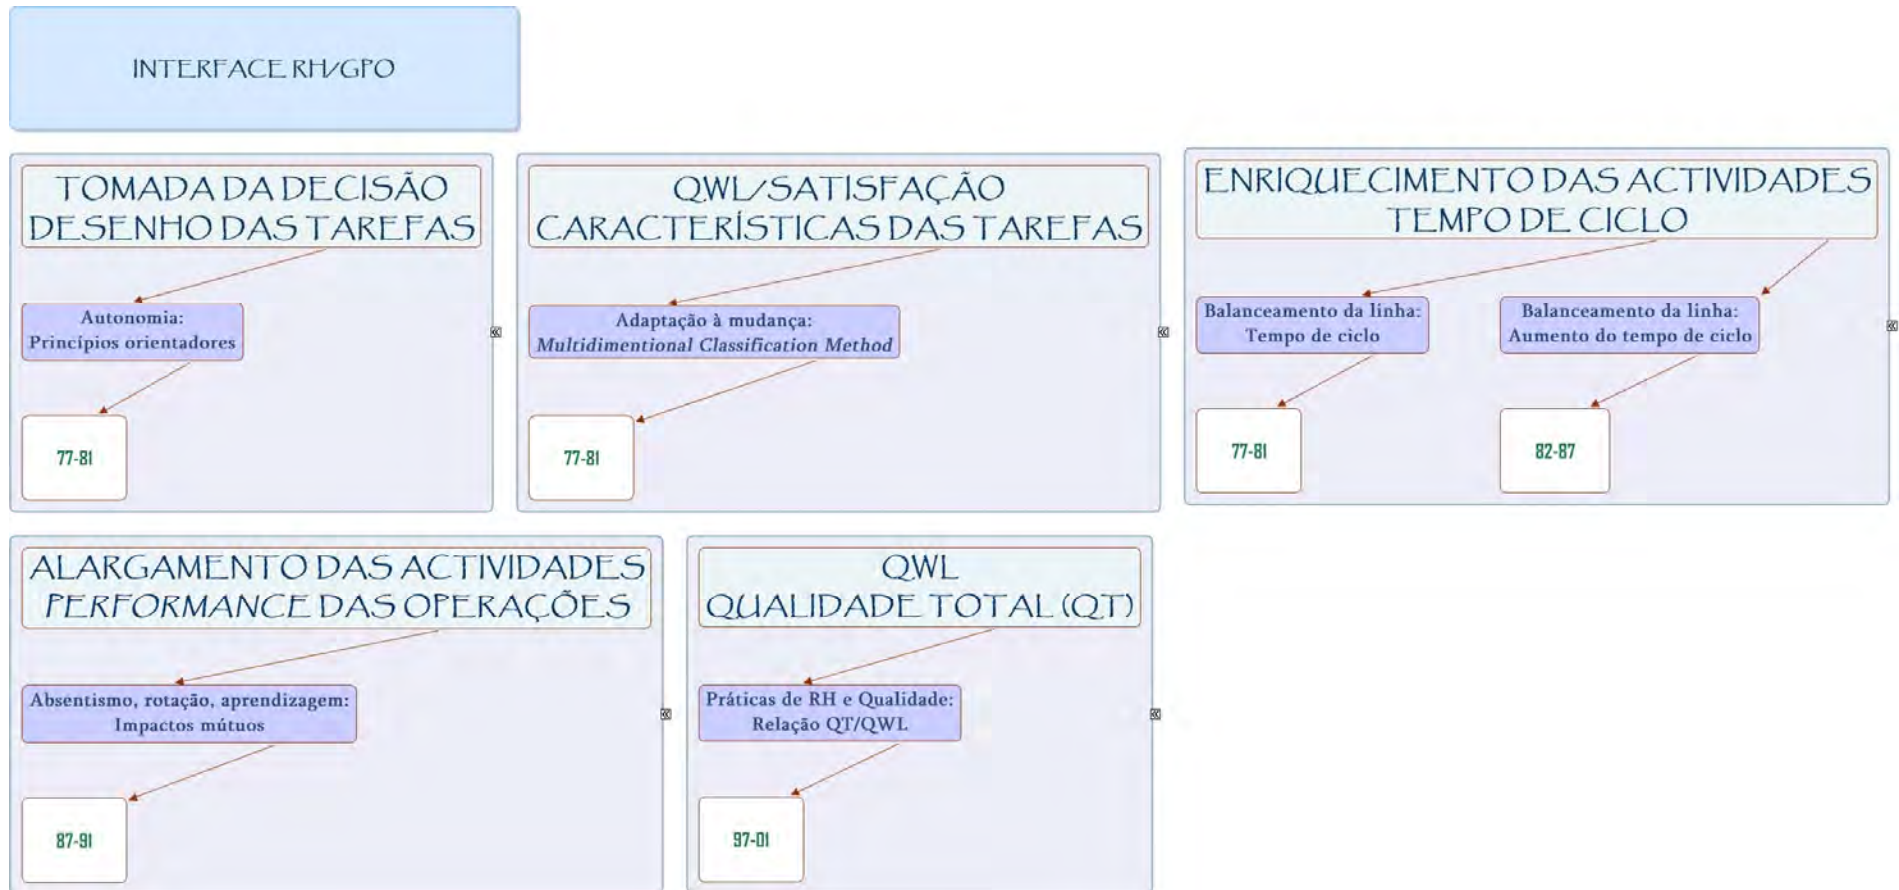 INTERFACE RH/GPO
TOMADA DA DECISÃO
DESENHO DAS TAREFAS
Autonomia:
Princípios orientadores
77-81
QWL/SATISFAÇÃO
CARACTERÍSTICAS DAS TAREFAS
Adaptação à mudança:
Multidimentional Classification Method
77-81
ENRIQUECIMENTO DAS ACTIVIDADES
TEMPO DE CICLO
Balanceamento da linha:
Tempo de ciclo
77-81
Balanceamento da linha:
Aumento do tempo de ciclo
82-87
ALARGAMENTO DAS ACTIVIDADES
PERFORMANCE DAS OPERAÇÕES
Absentismo, rotação, aprendizagem:
Impactos mútuos
87-91
QWL
QUALIDADE TOTAL (QT)
Práticas de RH e Qualidade:
Relação QT/QWL
97-01